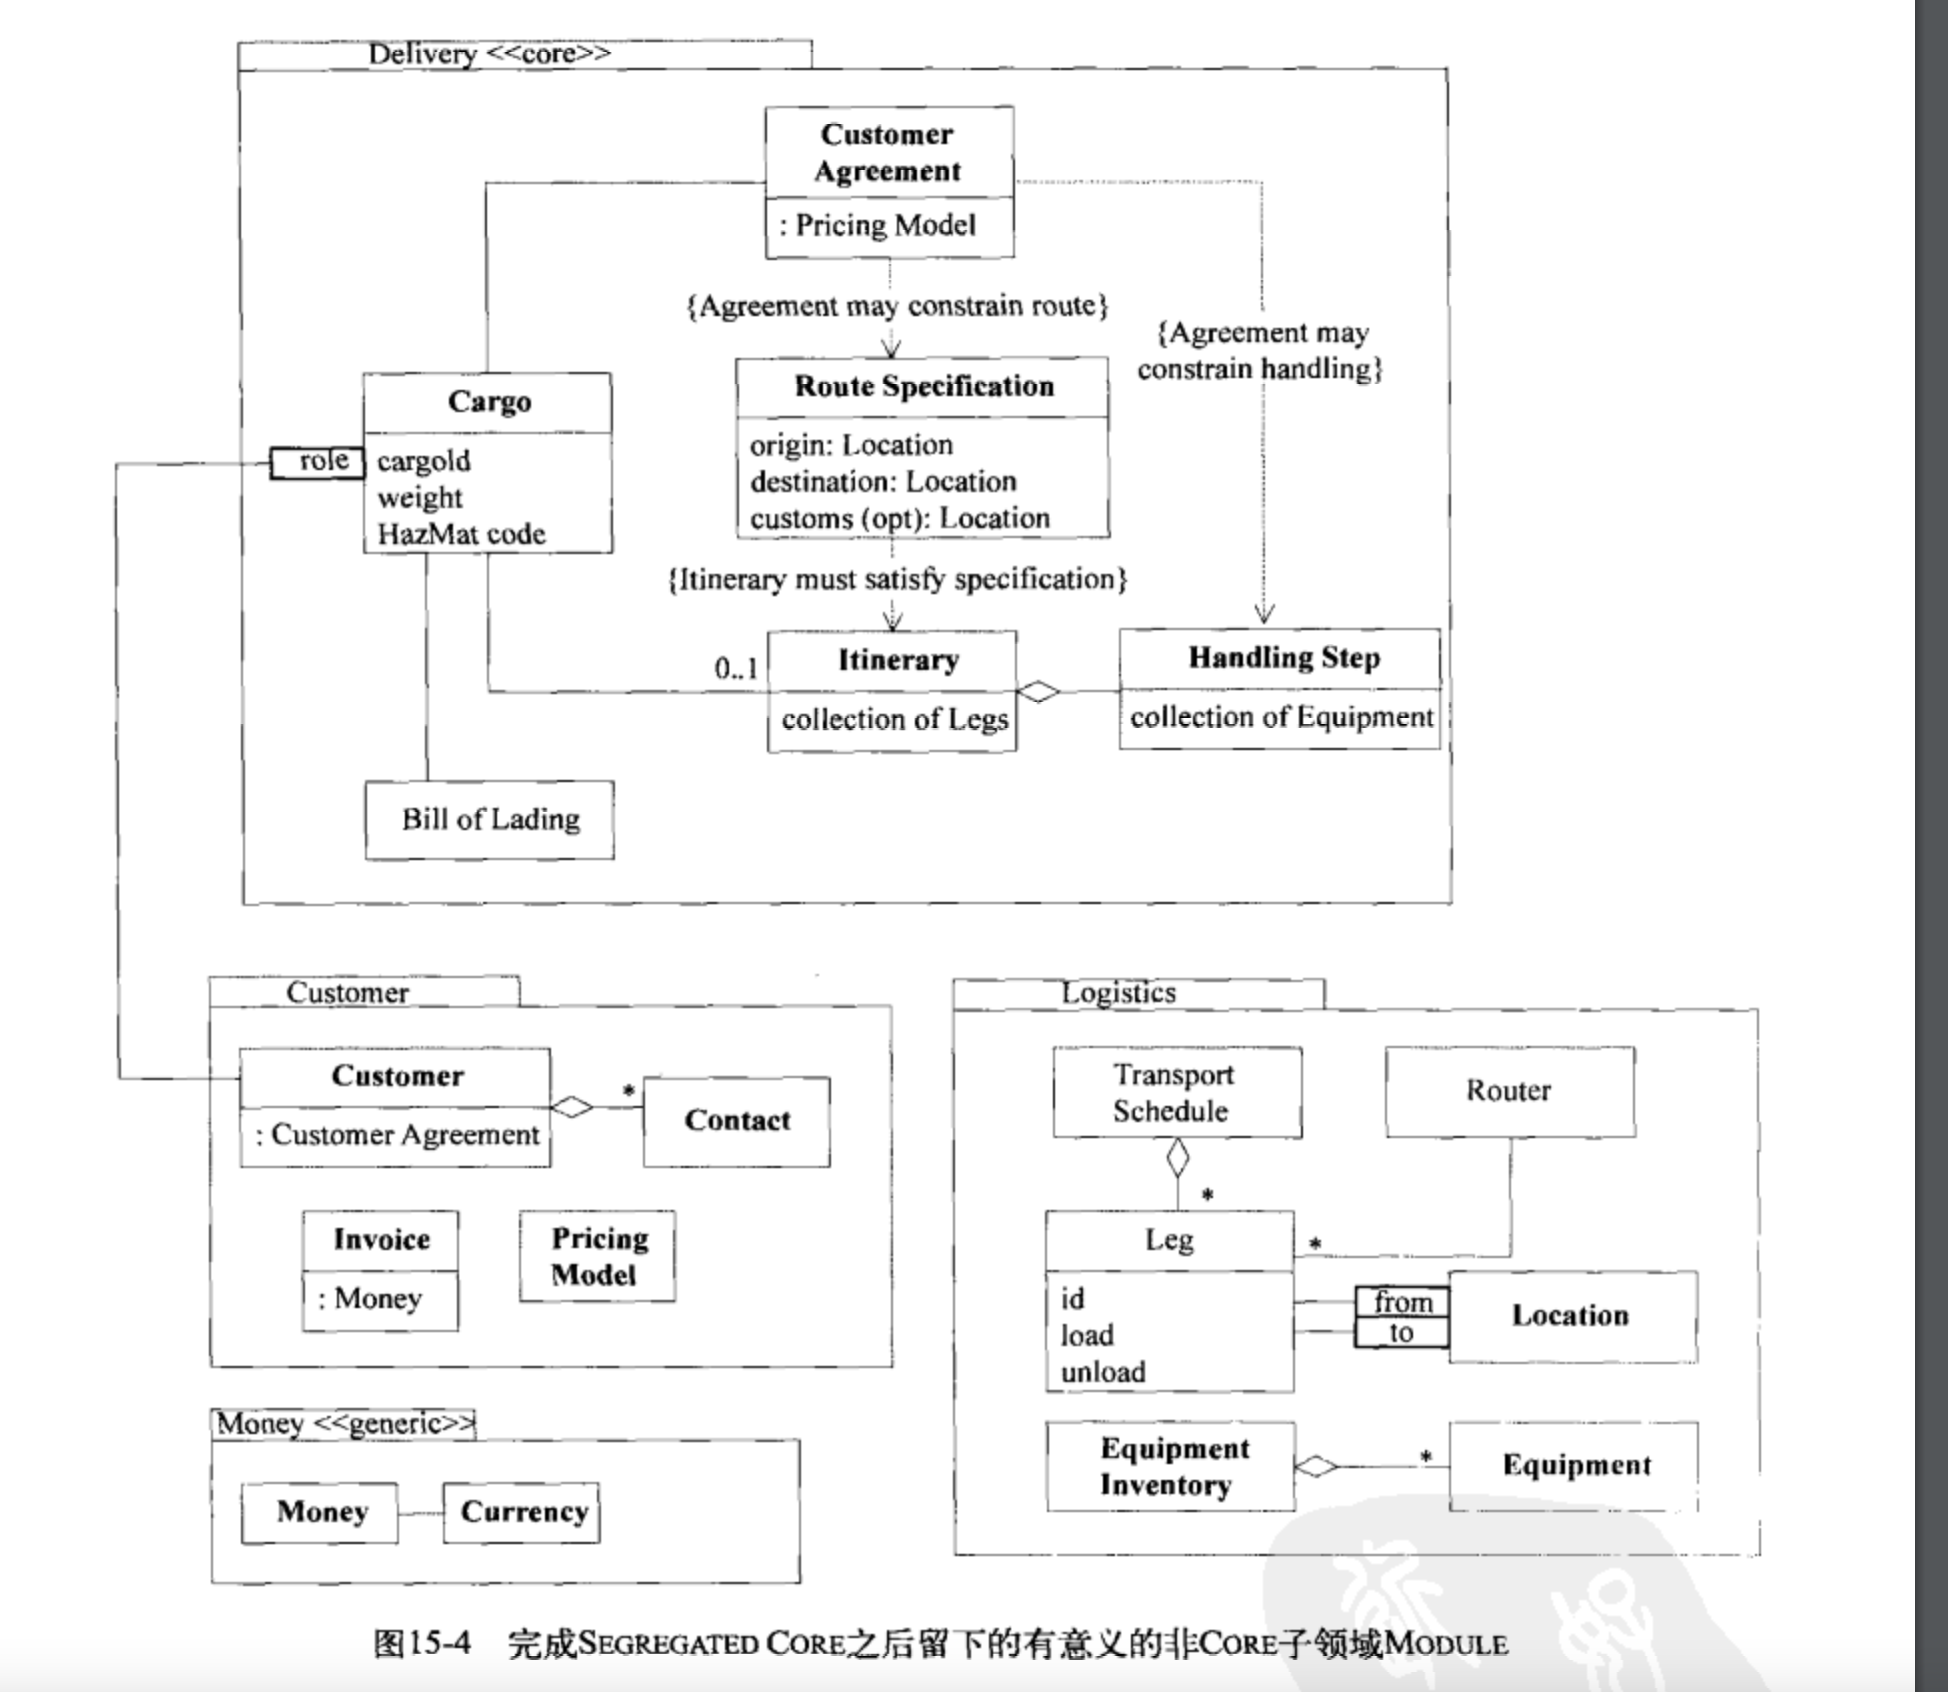 Delivery <<core>>
Customer
Agreement
: Pricing Model
{Agreement may constrain route}
{Agreement may
constrain handling}
Cargo
role
cargold
weight
HazMat code
Route Specification
origin: Location
destination: Location
customs (opt): Location
{Itinerary must satisfy specification}
0..1
Itinerary
collection of Legs
Handling Step
collection of Equipment
Bill of Lading
Customer
Customer
: Customer Agreement
*
Contact
Invoice
: Money
Pricing
Model
Money <<generic>>
Money
Currency
Logistics
Transport
Schedule
Router
*
Leg
*
id
load
unload
from
to
Location
Equipment
Inventory
*
Equipment
图15-4 完成SEGREGATED CORE之后留下的有意义的非CORE子领域MODULE